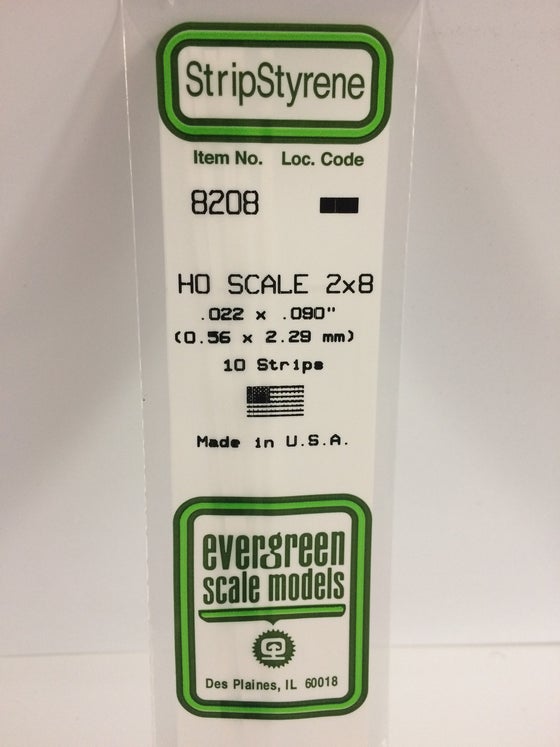 StripStyrene
Item No. Loc. Code
8208
HO SCALE 2x8
.022 x .090"
(0.56 x 2.29 mm)
10 Strips
Made in U.S.A.
evergreen
scale models
Des Plaines, IL 60018